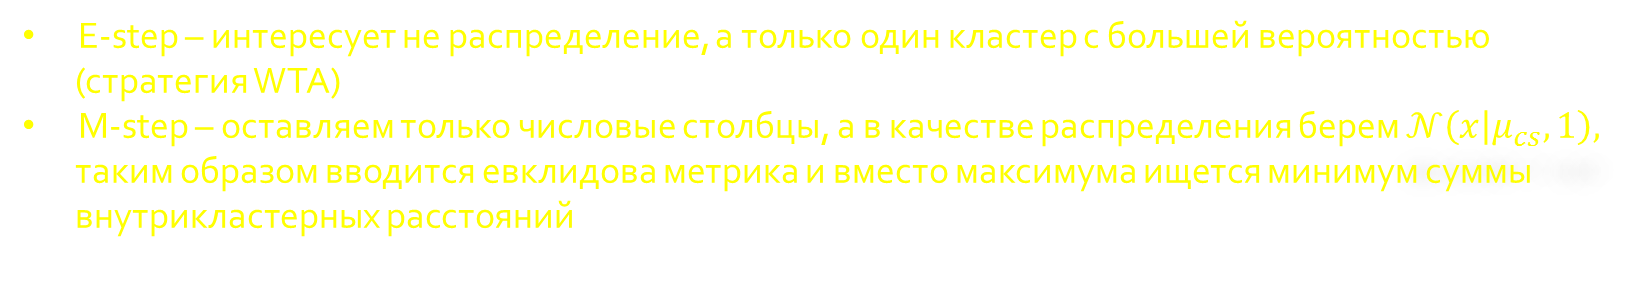 • E-step – интересует не распределение, а только один кластер с большей вероятностью
(стратегия WTA)
• M-step – оставляем только числовые столбцы, а в качестве распределения берем 𝒩(x|μ_cs, 1),
таким образом вводится евклидова метрика и вместо максимума ищется минимум суммы
внутрикластерных расстояний